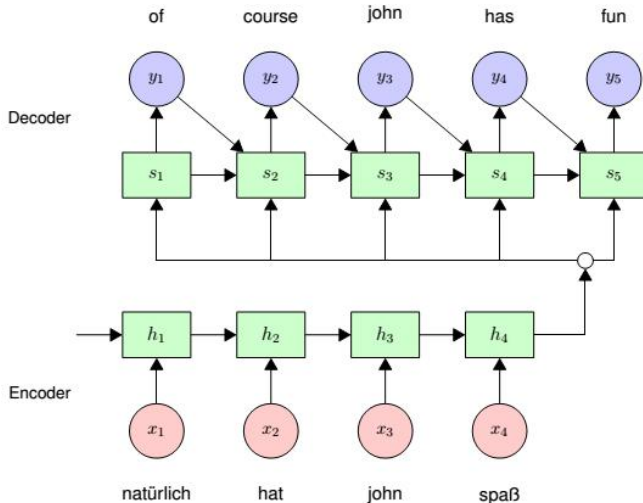 of course john has fun
y₁ y₂ y₃ y₄ y₅
Decoder
s₁ s₂ s₃ s₄ s₅
h₁ h₂ h₃ h₄
Encoder
x₁ x₂ x₃ x₄
natürlich hat john spaß